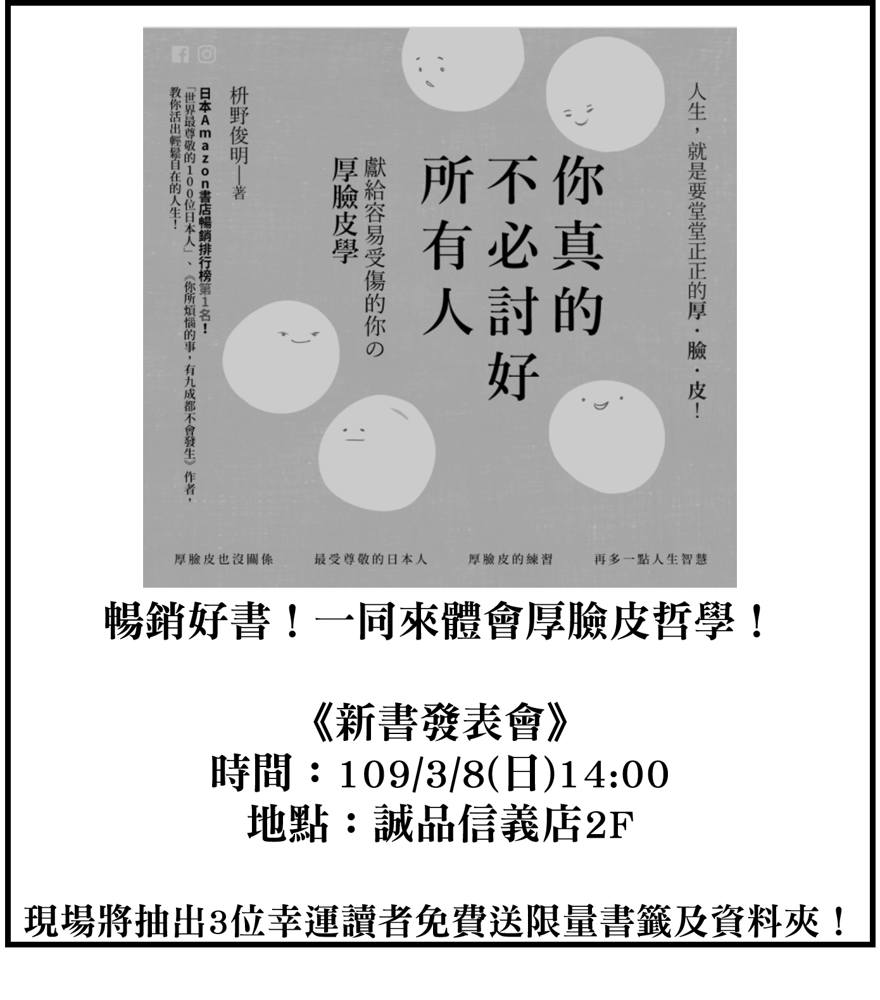 人生，就是要堂堂正正的厚．臉．皮！
你真的
不必討好
所有人
獻給容易受傷的你の
厚臉皮學
枡野俊明—著
日本Amazon書店暢銷排行榜第1名！
「世界最尊敬的100位日本人」、《你所煩惱的事，有九成都不會發生》作者，
教你活出輕鬆自在的人生！
厚臉皮也沒關係 最受尊敬的日本人 厚臉皮的練習 再多一點人生智慧
暢銷好書！一同來體會厚臉皮哲學！
《新書發表會》
時間：109/3/8(日)14:00
地點：誠品信義店2F
現場將抽出3位幸運讀者免費送限量書籤及資料夾！